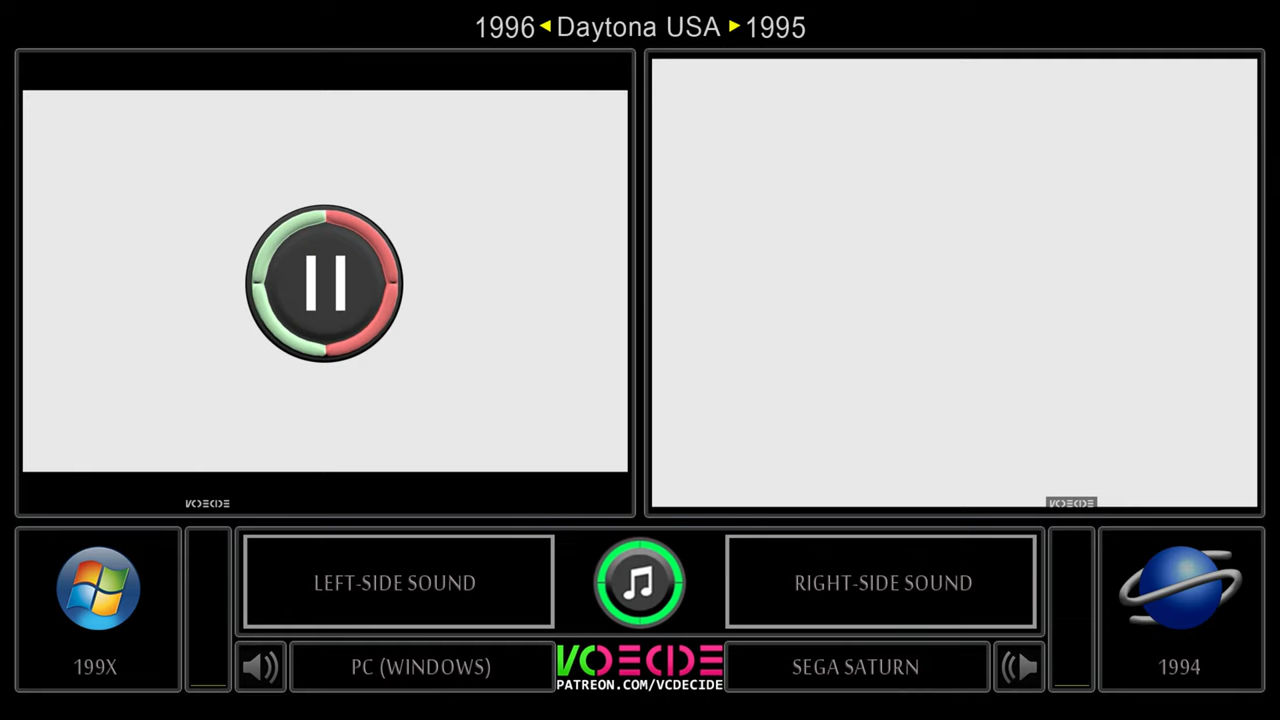 1996 Daytona USA 1995
VCDECIDE
VCDECIDE
LEFT-SIDE SOUND
RIGHT-SIDE SOUND
199X
PC (WINDOWS)
VCDECIDE
PATREON.COM/VCDECIDE
SEGA SATURN
1994